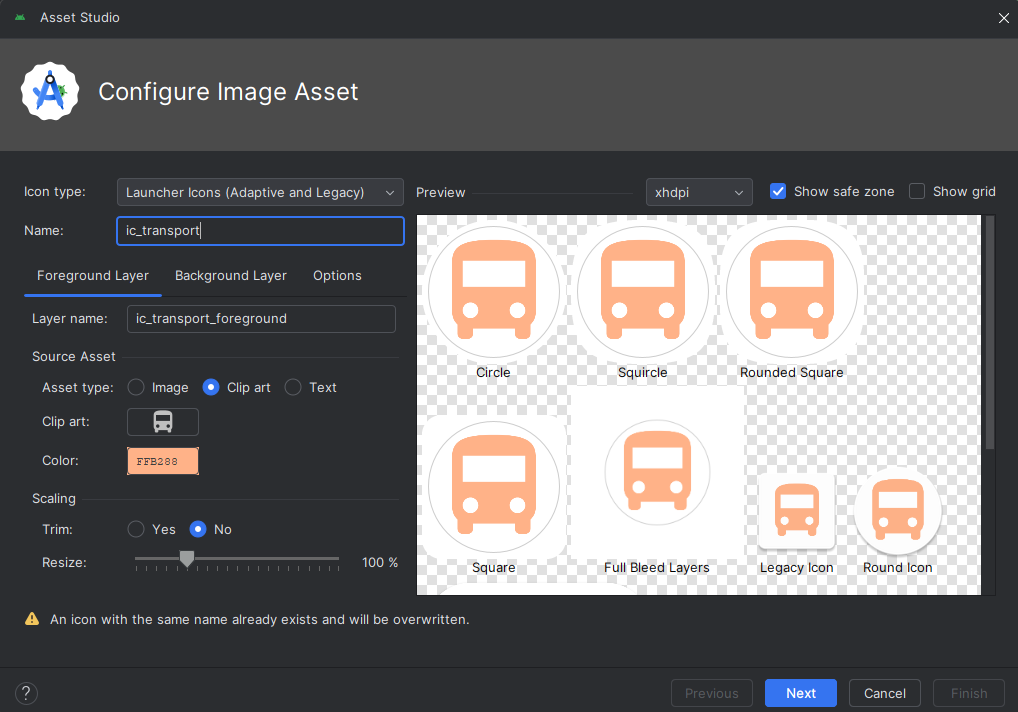 Asset Studio
Configure Image Asset
Icon type:
Launcher Icons (Adaptive and Legacy)
Preview
xhdpi
Show safe zone
Show grid
Name:
ic_transport
Foreground Layer
Background Layer
Options
Layer name:
ic_transport_foreground
Source Asset
Asset type:
Image
Clip art
Text
Clip art:
Color:
FFB288
Scaling
Trim:
Yes
No
Resize:
100 %
Circle
Squircle
Rounded Square
Square
Full Bleed Layers
Legacy Icon
Round Icon
An icon with the same name already exists and will be overwritten.
?
Previous
Next
Cancel
Finish